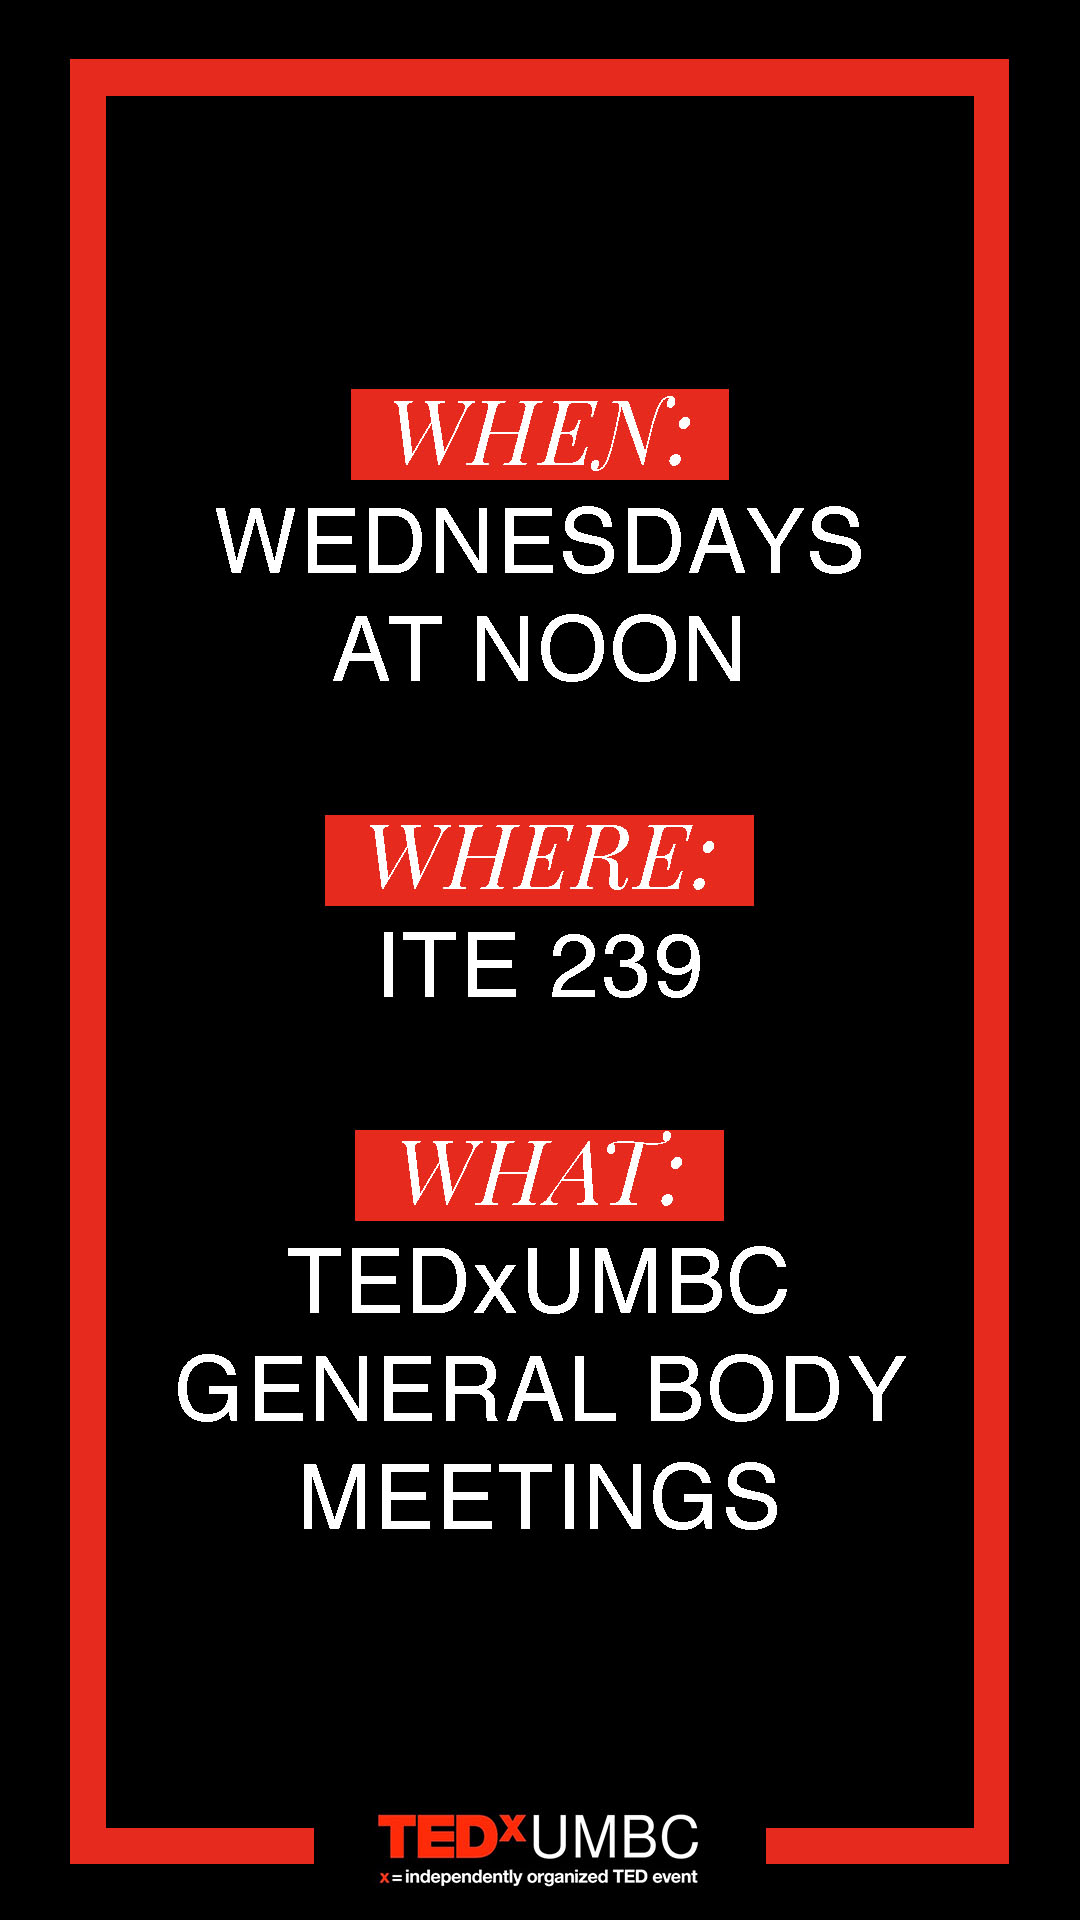 WHEN:
WEDNESDAYS
AT NOON
WHERE:
ITE 239
WHAT:
TEDxUMBC
GENERAL BODY
MEETINGS
TEDxUMBC
x = independently organized TED event